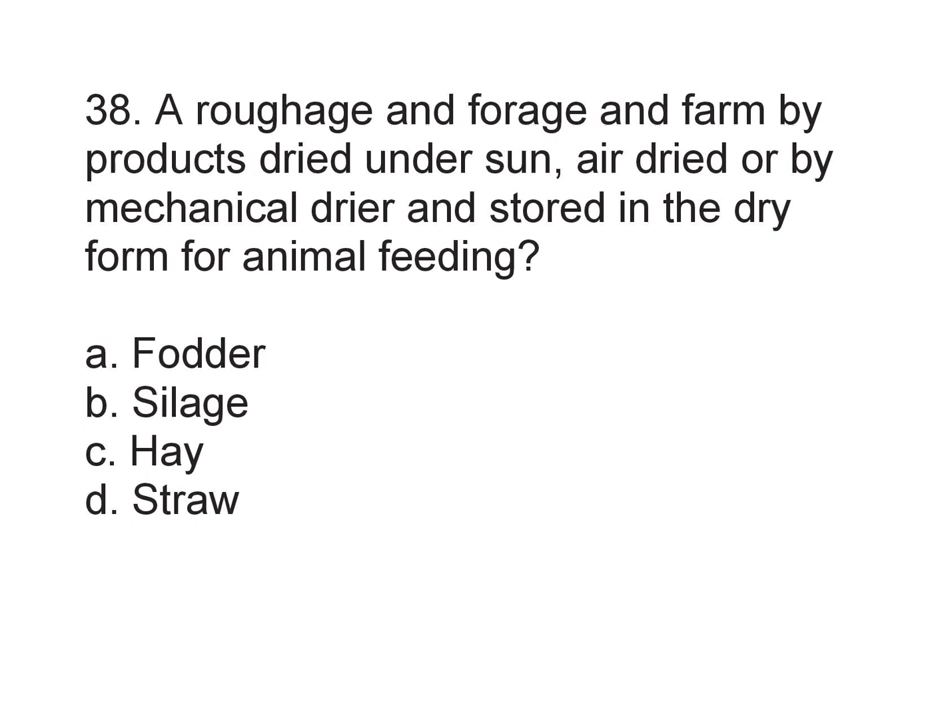 38. A roughage and forage and farm by
products dried under sun, air dried or by
mechanical drier and stored in the dry
form for animal feeding?
a. Fodder
b. Silage
c. Hay
d. Straw